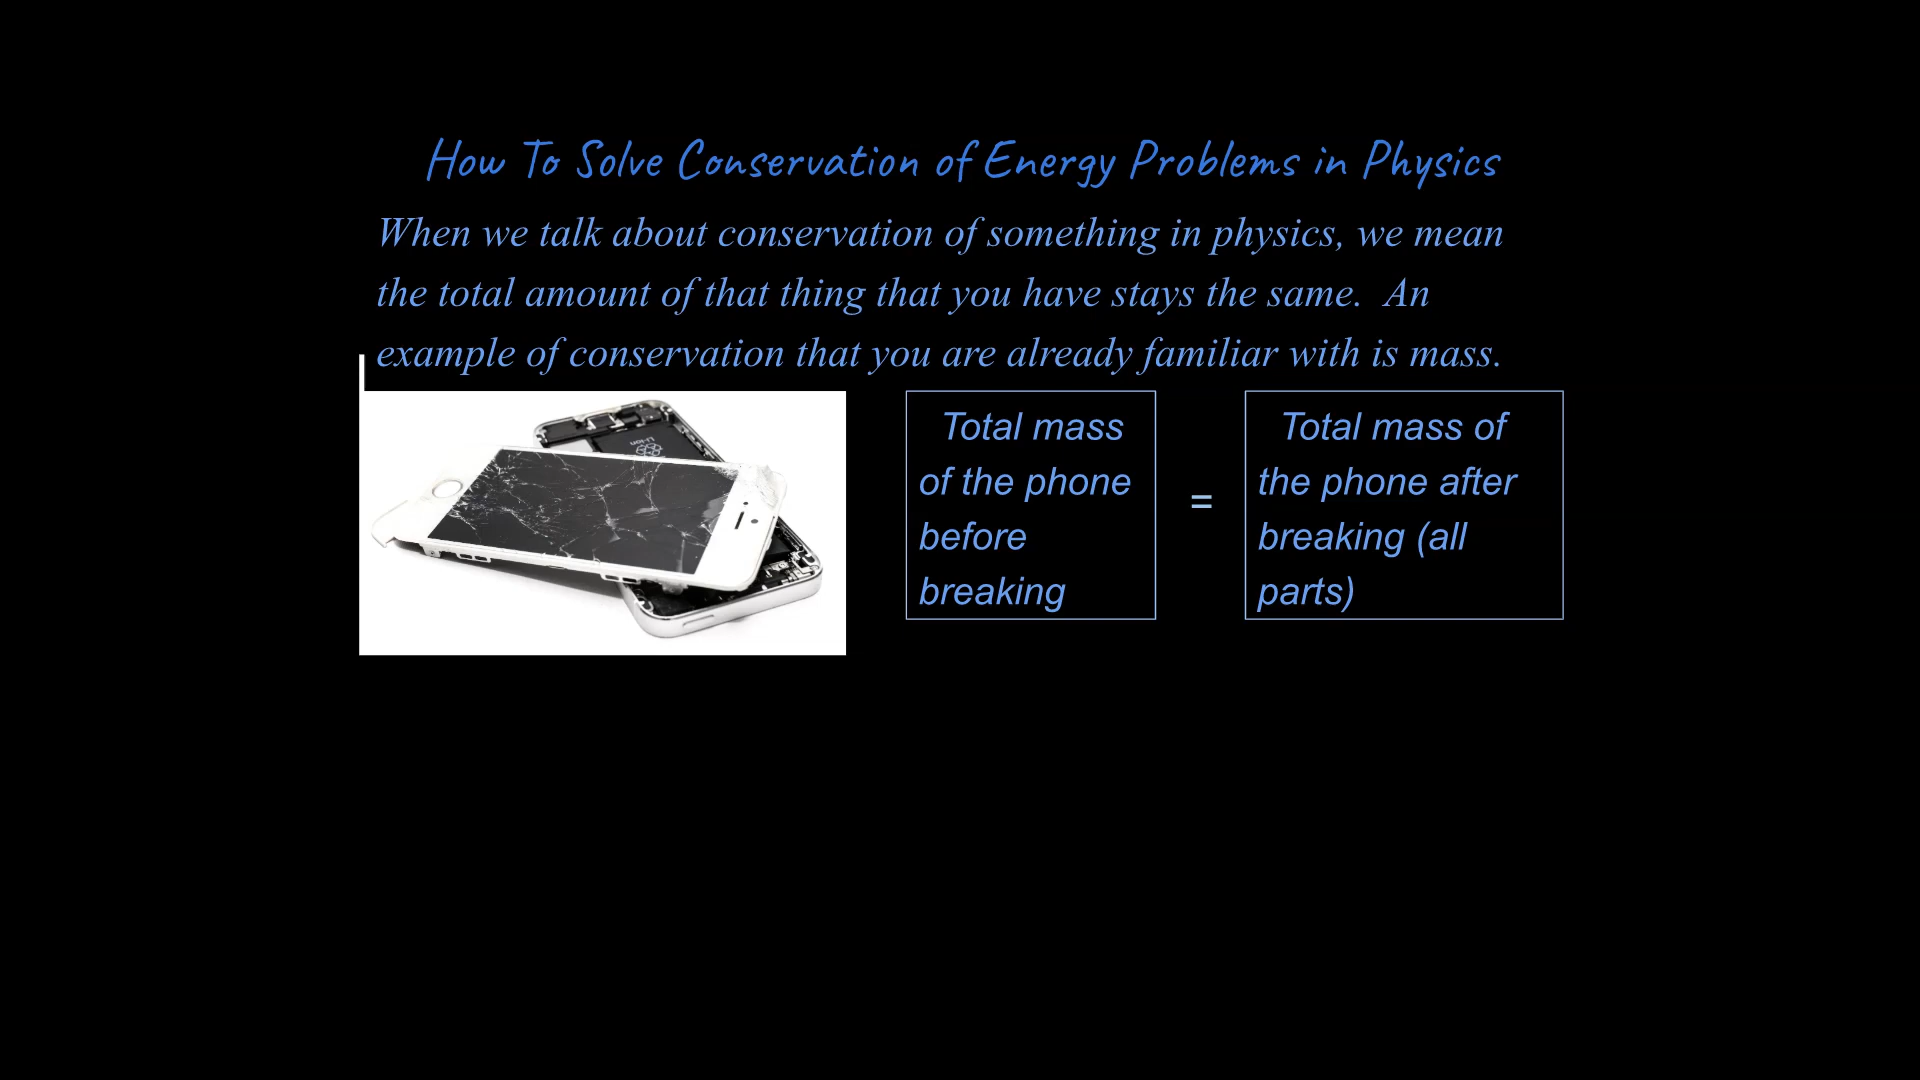 How To Solve Conservation of Energy Problems in Physics
When we talk about conservation of something in physics, we mean
the total amount of that thing that you have stays the same.  An
example of conservation that you are already familiar with is mass.
Li-ion
Total mass
of the phone
before
breaking
=
Total mass of
the phone after
breaking (all
parts)